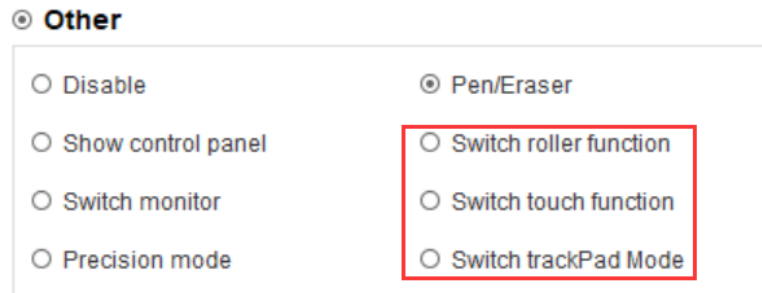 Other
Disable
Pen/Eraser
Show control panel
Switch roller function
Switch monitor
Switch touch function
Precision mode
Switch trackPad Mode